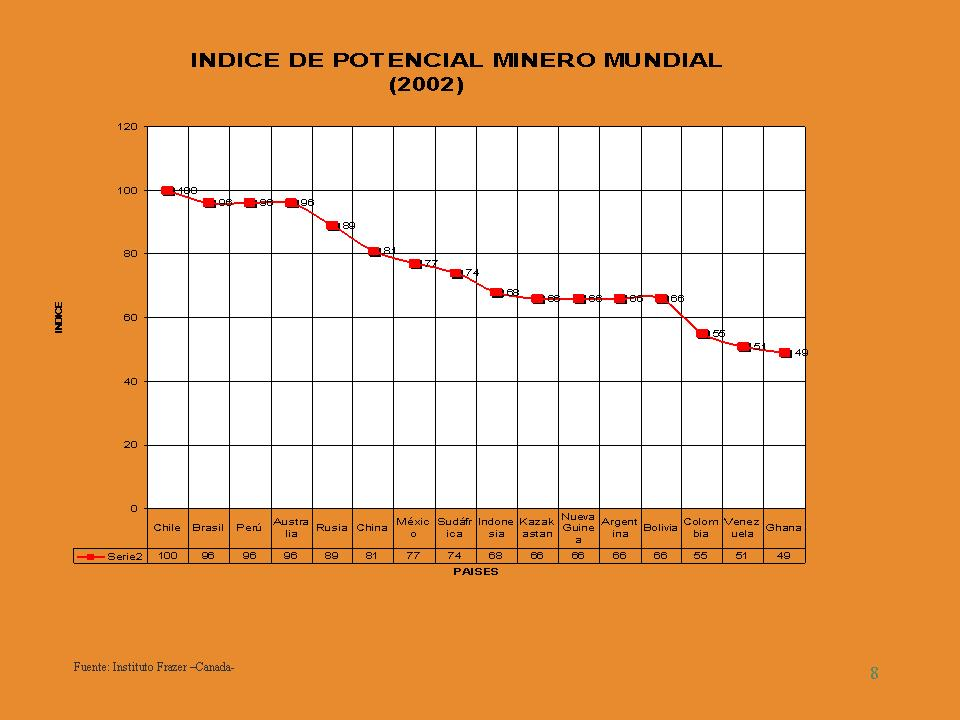 INDICE DE POTENCIAL MINERO MUNDIAL
(2002)
120
100
80
60
40
20
0
INDICE
100 96 96 96 89 81 77 74 68 66 66 66 66 55 51 49
Chile Brasil Perú Austra lia Rusia China Méxic o Sudáfr ica Indone sia Kazak astan Nueva Guine a Argent ina Bolivia Colom bia Venez uela Ghana
Serie2 100 96 96 96 89 81 77 74 68 66 66 66 66 55 51 49
PAISES
Fuente: Instituto Frazer –Canada-
8